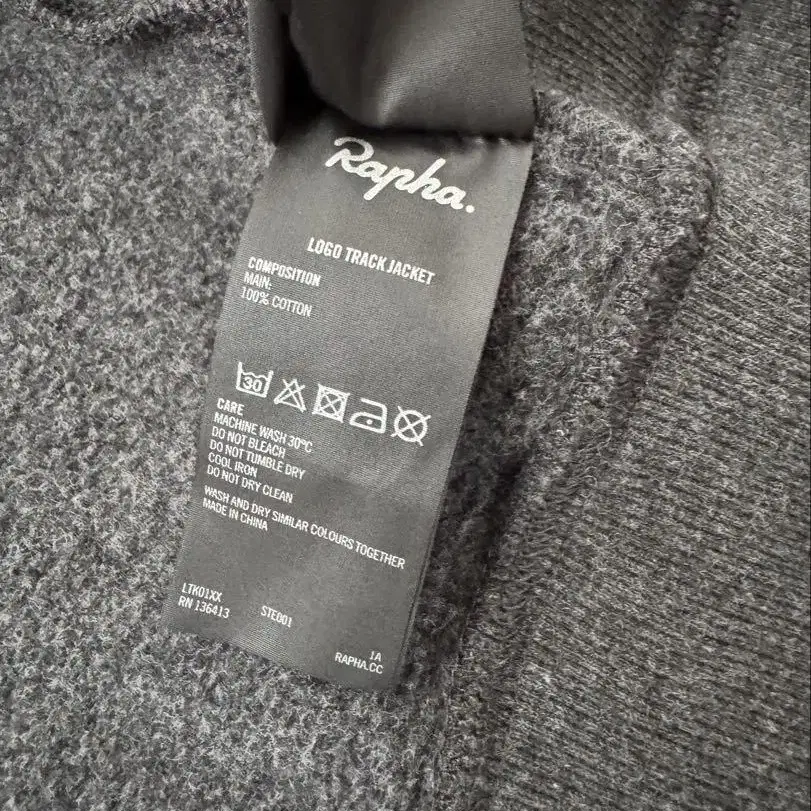 Rapha.
LOGO TRACK JACKET
COMPOSITION
MAIN:
100% COTTON
30
CARE
MACHINE WASH 30°C
DO NOT BLEACH
DO NOT TUMBLE DRY
COOL IRON
DO NOT DRY CLEAN
WASH AND DRY SIMILAR COLOURS TOGETHER
MADE IN CHINA
LTK01XX
RN 136413
STE001
1A
RAPHA.CC